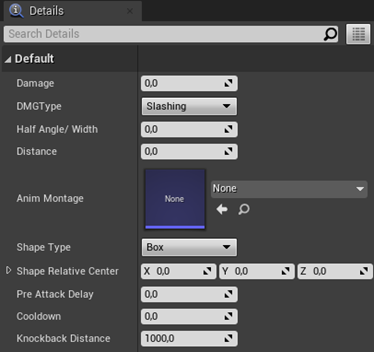 Details
Search Details
Default
Damage 0,0
DMGType Slashing
Half Angle/ Width 0,0
Distance 0,0
Anim Montage None None
Shape Type Box
Shape Relative Center X 0,0 Y 0,0 Z 0,0
Pre Attack Delay 0,0
Cooldown 0,0
Knockback Distance 1000,0